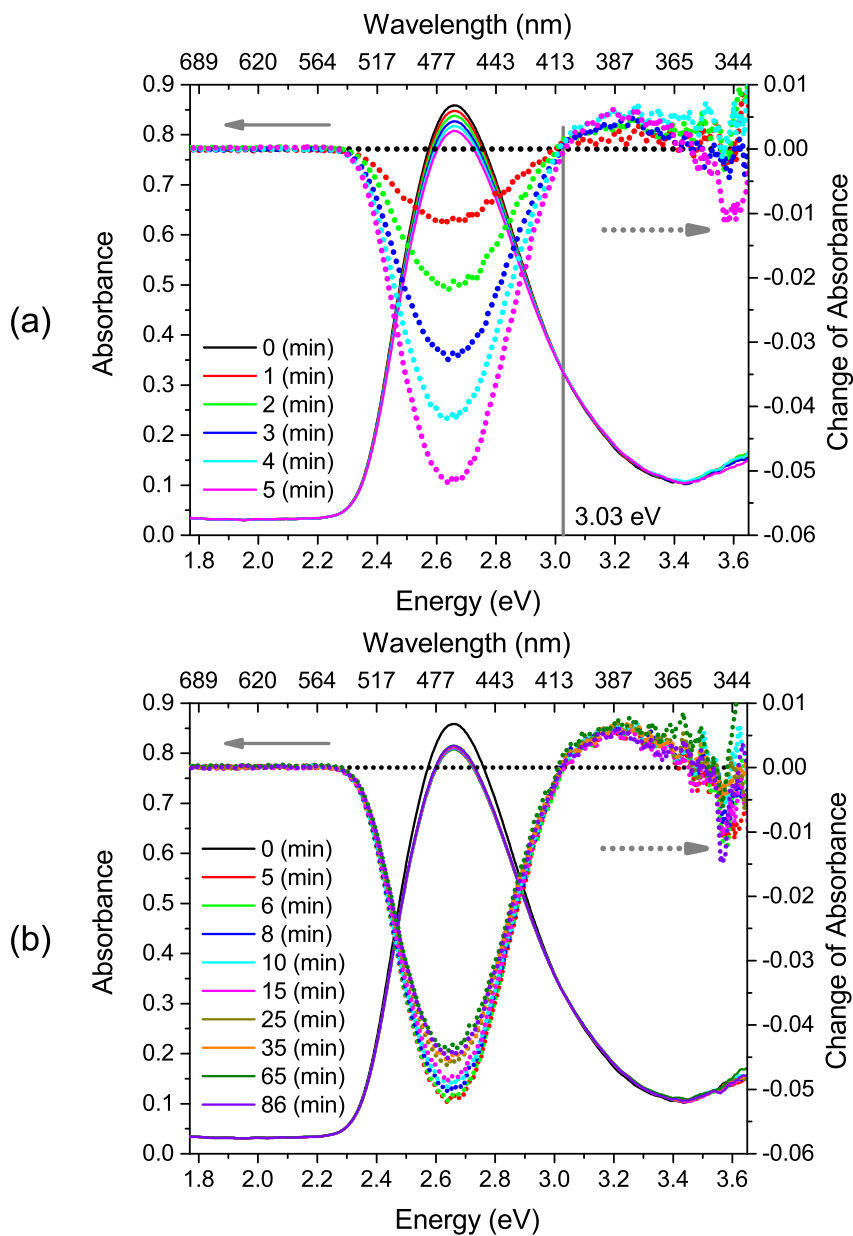 Wavelength (nm)
689 620 564 517 477 443 413 387 365 344
(a)
Absorbance
0.9
0.8
0.7
0.6
0.5
0.4
0.3
0.2
0.1
0.0
0 (min)
1 (min)
2 (min)
3 (min)
4 (min)
5 (min)
3.03 eV
0.01
0.00
-0.01
-0.02
-0.03
-0.04
-0.05
-0.06
Change of Absorbance
1.8 2.0 2.2 2.4 2.6 2.8 3.0 3.2 3.4 3.6
Energy (eV)
Wavelength (nm)
689 620 564 517 477 443 413 387 365 344
(b)
Absorbance
0.9
0.8
0.7
0.6
0.5
0.4
0.3
0.2
0.1
0.0
0 (min)
5 (min)
6 (min)
8 (min)
10 (min)
15 (min)
25 (min)
35 (min)
65 (min)
86 (min)
0.01
0.00
-0.01
-0.02
-0.03
-0.04
-0.05
-0.06
Change of Absorbance
1.8 2.0 2.2 2.4 2.6 2.8 3.0 3.2 3.4 3.6
Energy (eV)